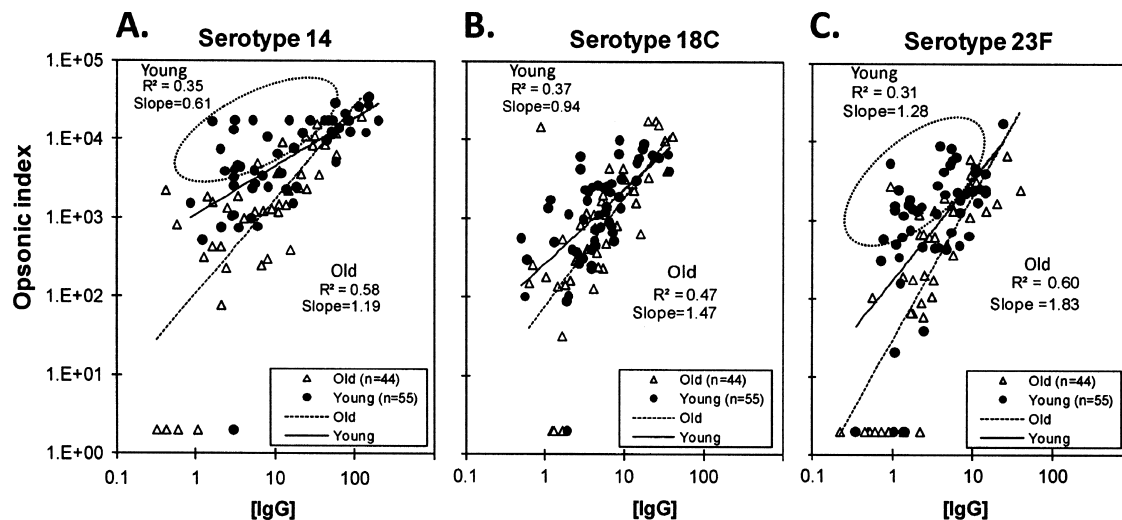 A.
Serotype 14
B.
Serotype 18C
C.
Serotype 23F
Opsonic index
1.E+05
1.E+04
1.E+03
1.E+02
1.E+01
1.E+00
Young
R² = 0.35
Slope=0.61
Old
R² = 0.58
Slope=1.19
Old (n=44)
Young (n=55)
Old
Young
0.1
1
10
100
[IgG]
Young
R² = 0.37
Slope=0.94
Old
R² = 0.47
Slope=1.47
Old (n=44)
Young (n=55)
Old
Young
0.1
1
10
100
[IgG]
Young
R² = 0.31
Slope=1.28
Old
R² = 0.60
Slope=1.83
Old (n=44)
Young (n=55)
Old
Young
0.1
1
10
100
[IgG]